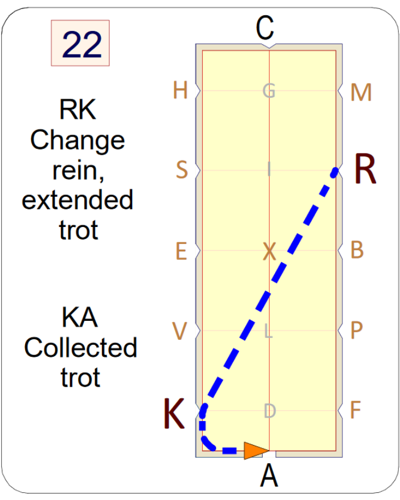 22
C
RK
Change
rein,
extended
trot
KA
Collected
trot
H G M
S I R
E X B
V L P
K D F
A